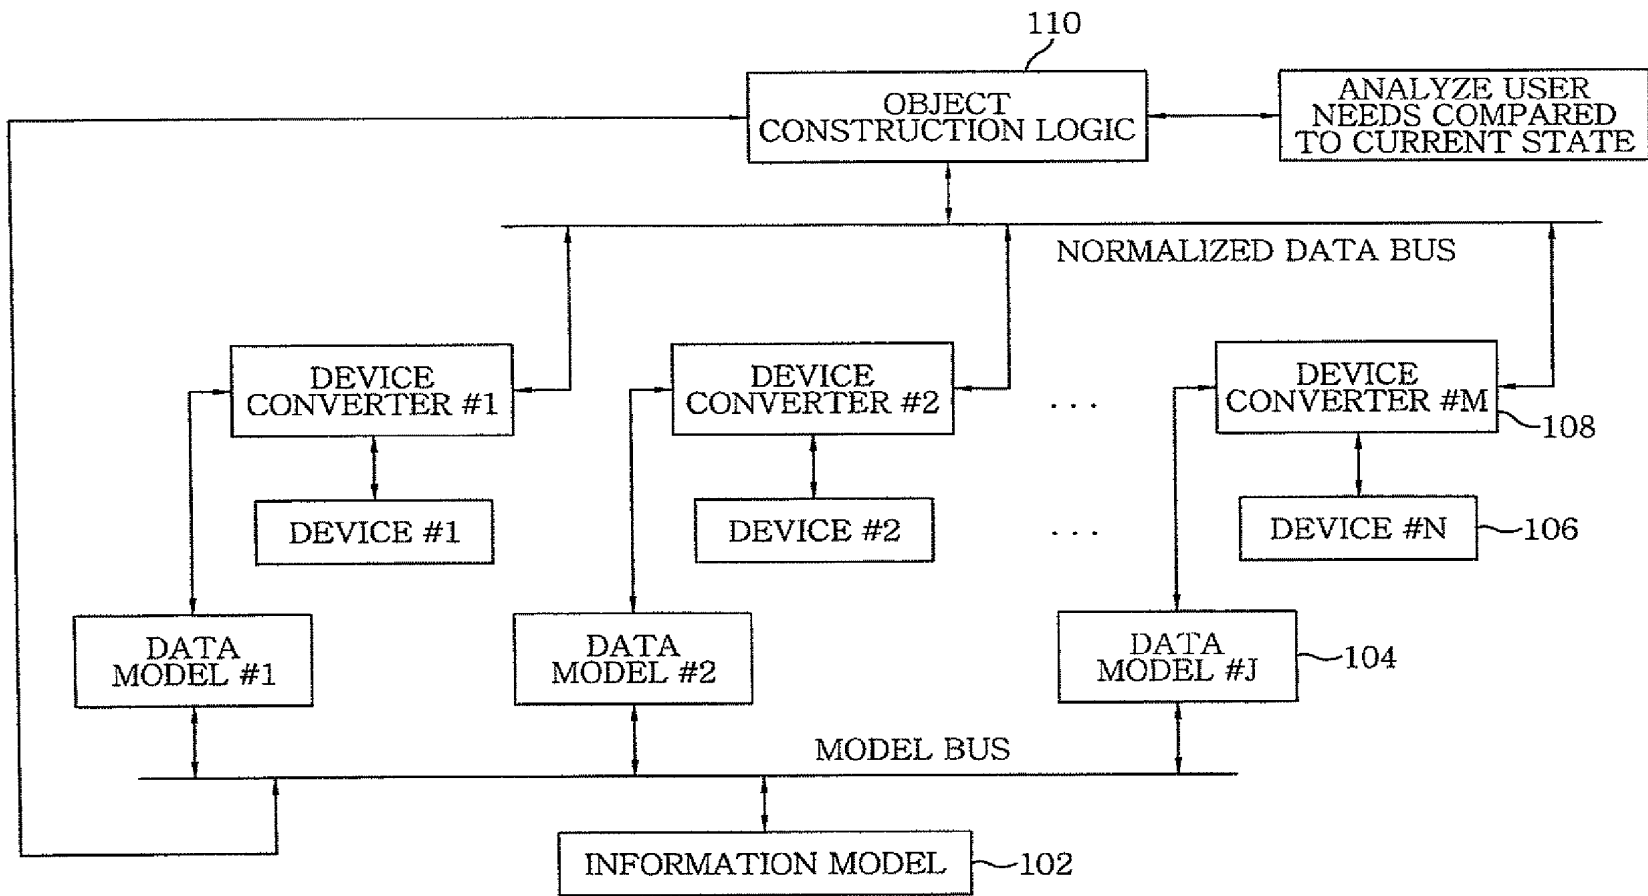 110
OBJECT
CONSTRUCTION LOGIC
ANALYZE USER
NEEDS COMPARED
TO CURRENT STATE
NORMALIZED DATA BUS
DEVICE
CONVERTER #1
DEVICE
CONVERTER #2
. . .
DEVICE
CONVERTER #M
108
DEVICE #1
DEVICE #2
. . .
DEVICE #N
106
DATA
MODEL #1
DATA
MODEL #2
DATA
MODEL #J
104
MODEL BUS
INFORMATION MODEL
102